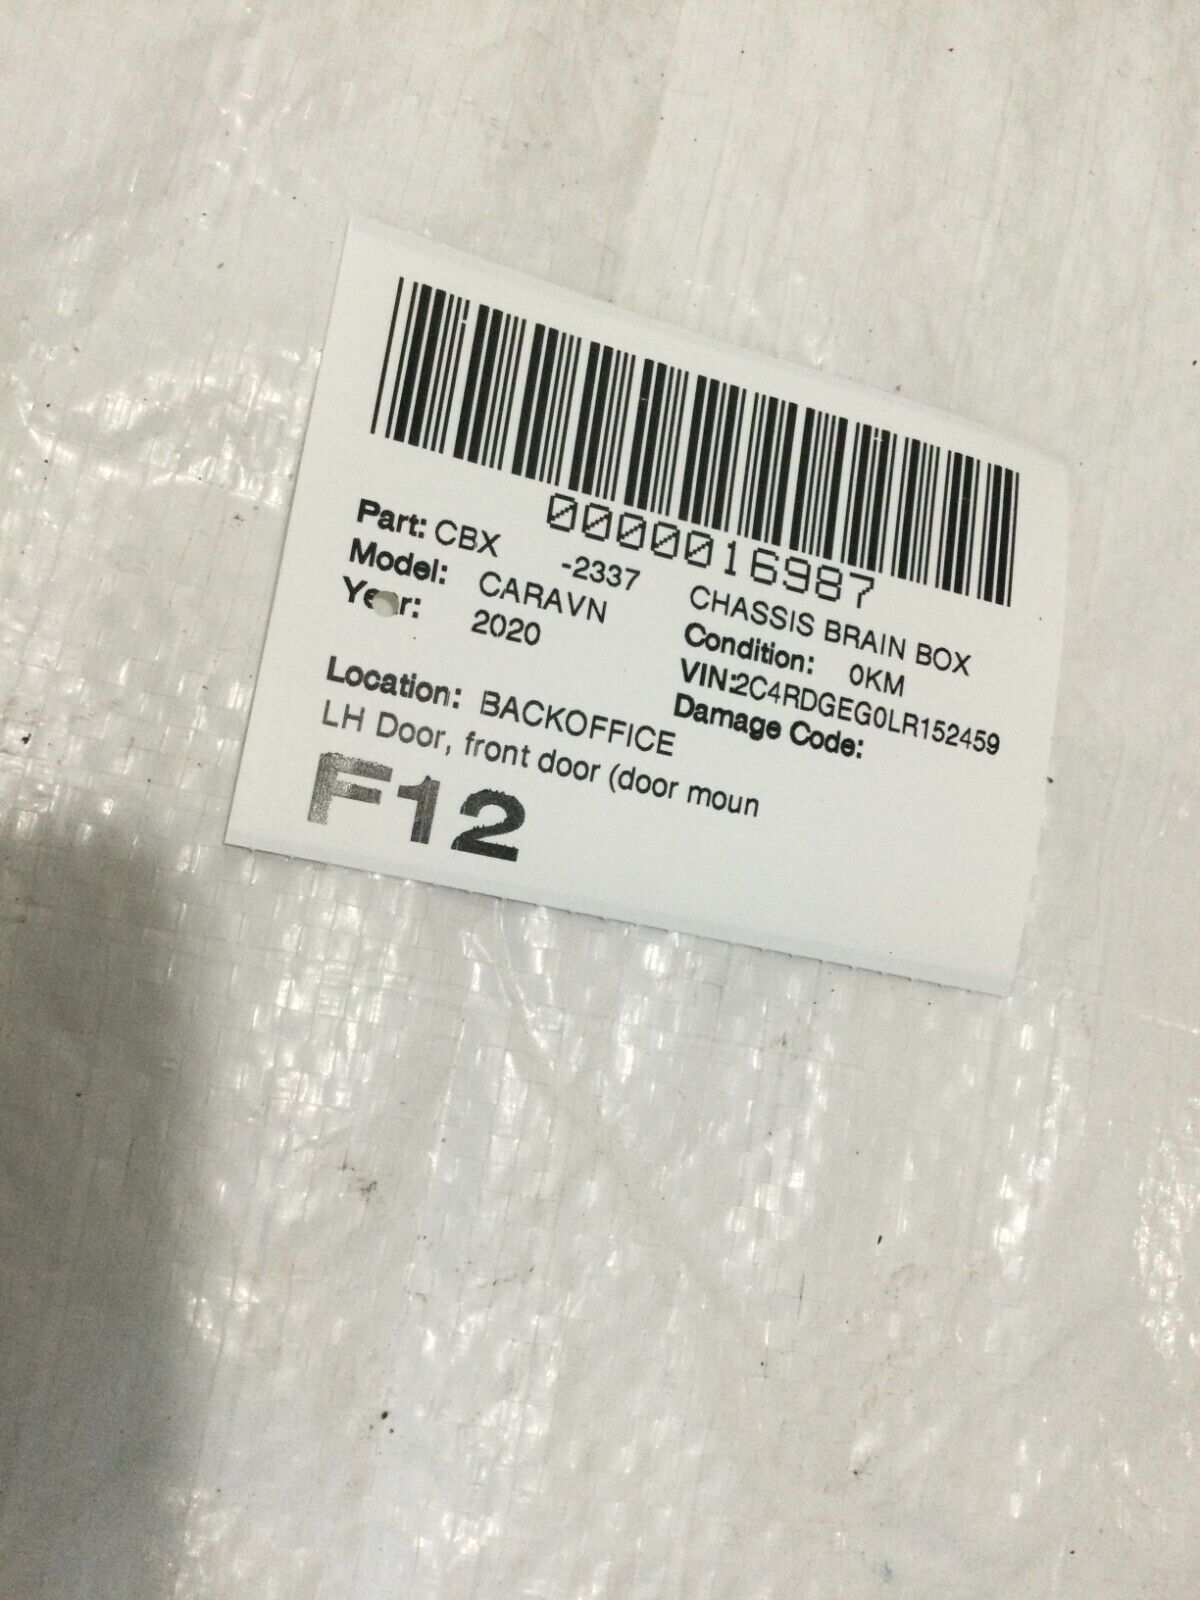 0000016987
Part: CBX -2337 CHASSIS BRAIN BOX
Model: CARAVN Condition: 0KM
Year: 2020 VIN:2C4RDGEG0LR152459
Damage Code:
Location: BACKOFFICE
LH Door, front door (door moun
F12